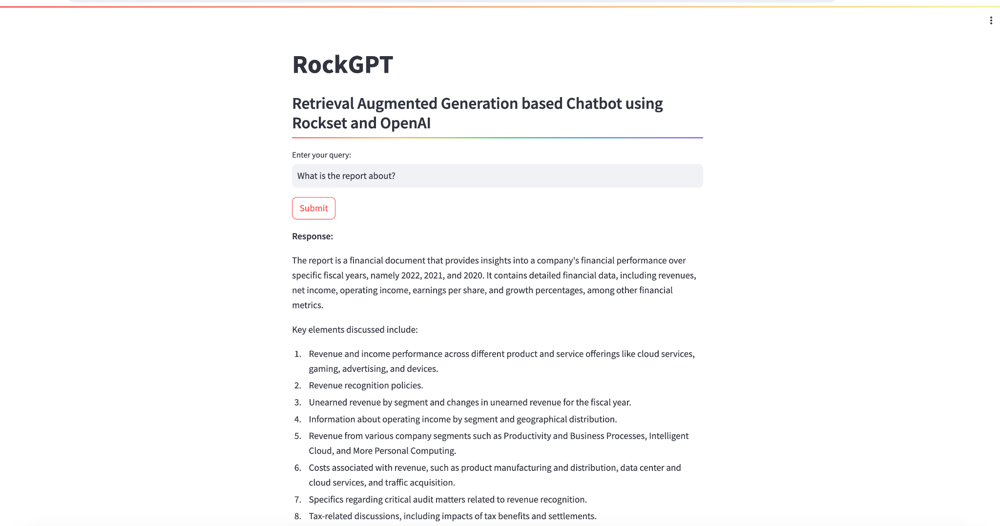 RockGPT
Retrieval Augmented Generation based Chatbot using
Rockset and OpenAI
Enter your query:
What is the report about?
Submit
Response:
The report is a financial document that provides insights into a company's financial performance over
specific fiscal years, namely 2022, 2021, and 2020. It contains detailed financial data, including revenues,
net income, operating income, earnings per share, and growth percentages, among other financial
metrics.
Key elements discussed include:
1. Revenue and income performance across different product and service offerings like cloud services,
gaming, advertising, and devices.
2. Revenue recognition policies.
3. Unearned revenue by segment and changes in unearned revenue for the fiscal year.
4. Information about operating income by segment and geographical distribution.
5. Revenue from various company segments such as Productivity and Business Processes, Intelligent
Cloud, and More Personal Computing.
6. Costs associated with revenue, such as product manufacturing and distribution, data center and
cloud services, and traffic acquisition.
7. Specifics regarding critical audit matters related to revenue recognition.
8. Tax-related discussions, including impacts of tax benefits and settlements.